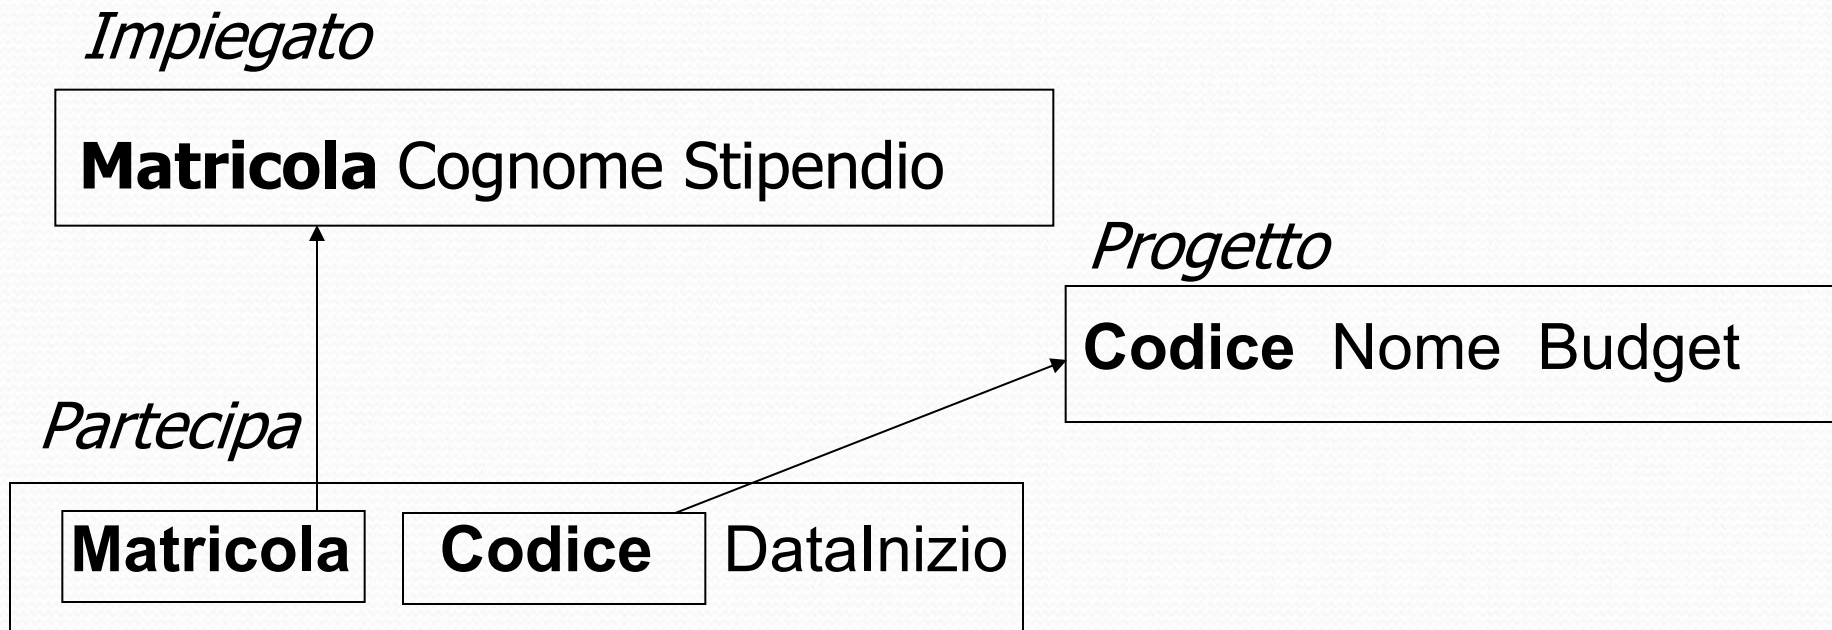 Impiegato
Matricola Cognome Stipendio
Progetto
Codice Nome Budget
Partecipa
Matricola Codice DataInizio